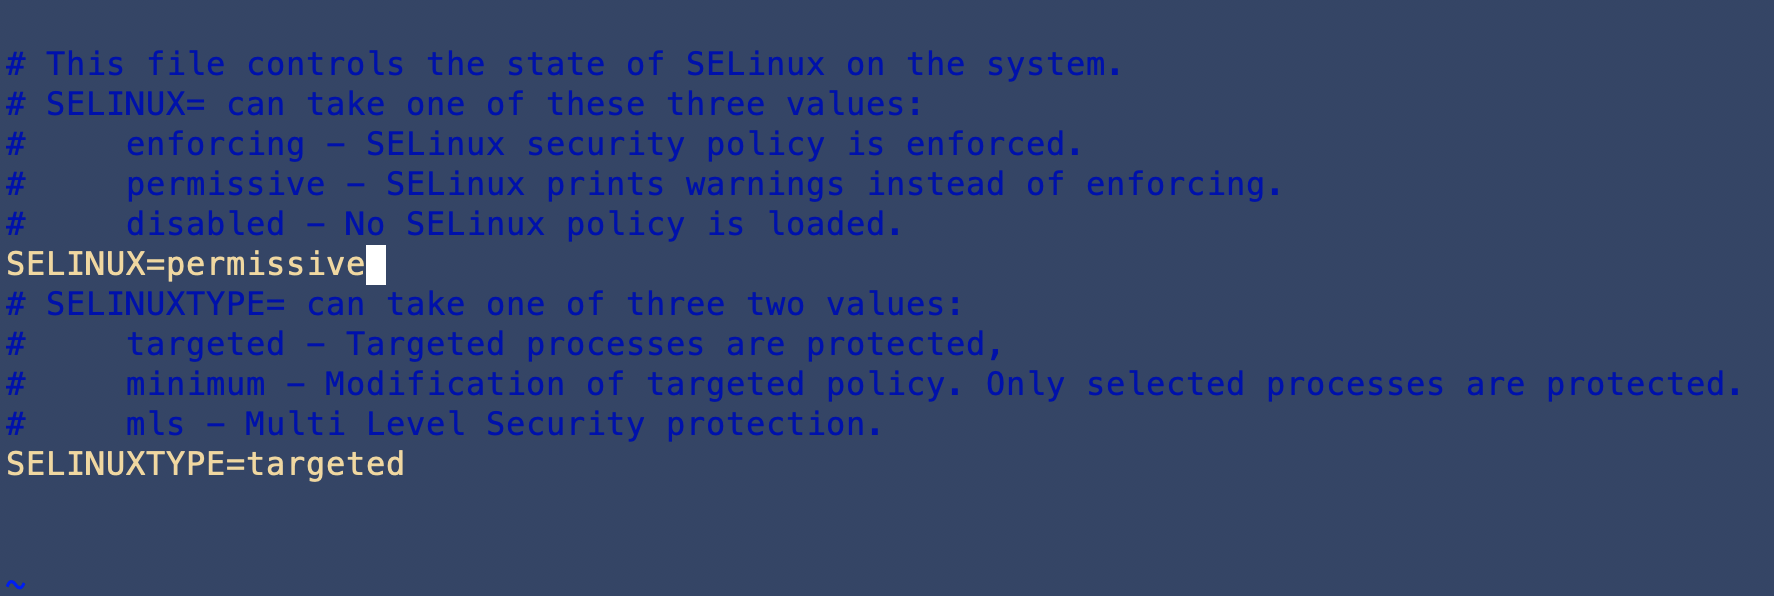 # This file controls the state of SELinux on the system.
# SELINUX= can take one of these three values:
#     enforcing - SELinux security policy is enforced.
#     permissive - SELinux prints warnings instead of enforcing.
#     disabled - No SELinux policy is loaded.
SELINUX=permissive
# SELINUXTYPE= can take one of three two values:
#     targeted - Targeted processes are protected,
#     minimum - Modification of targeted policy. Only selected processes are protected.
#     mls - Multi Level Security protection.
SELINUXTYPE=targeted
~